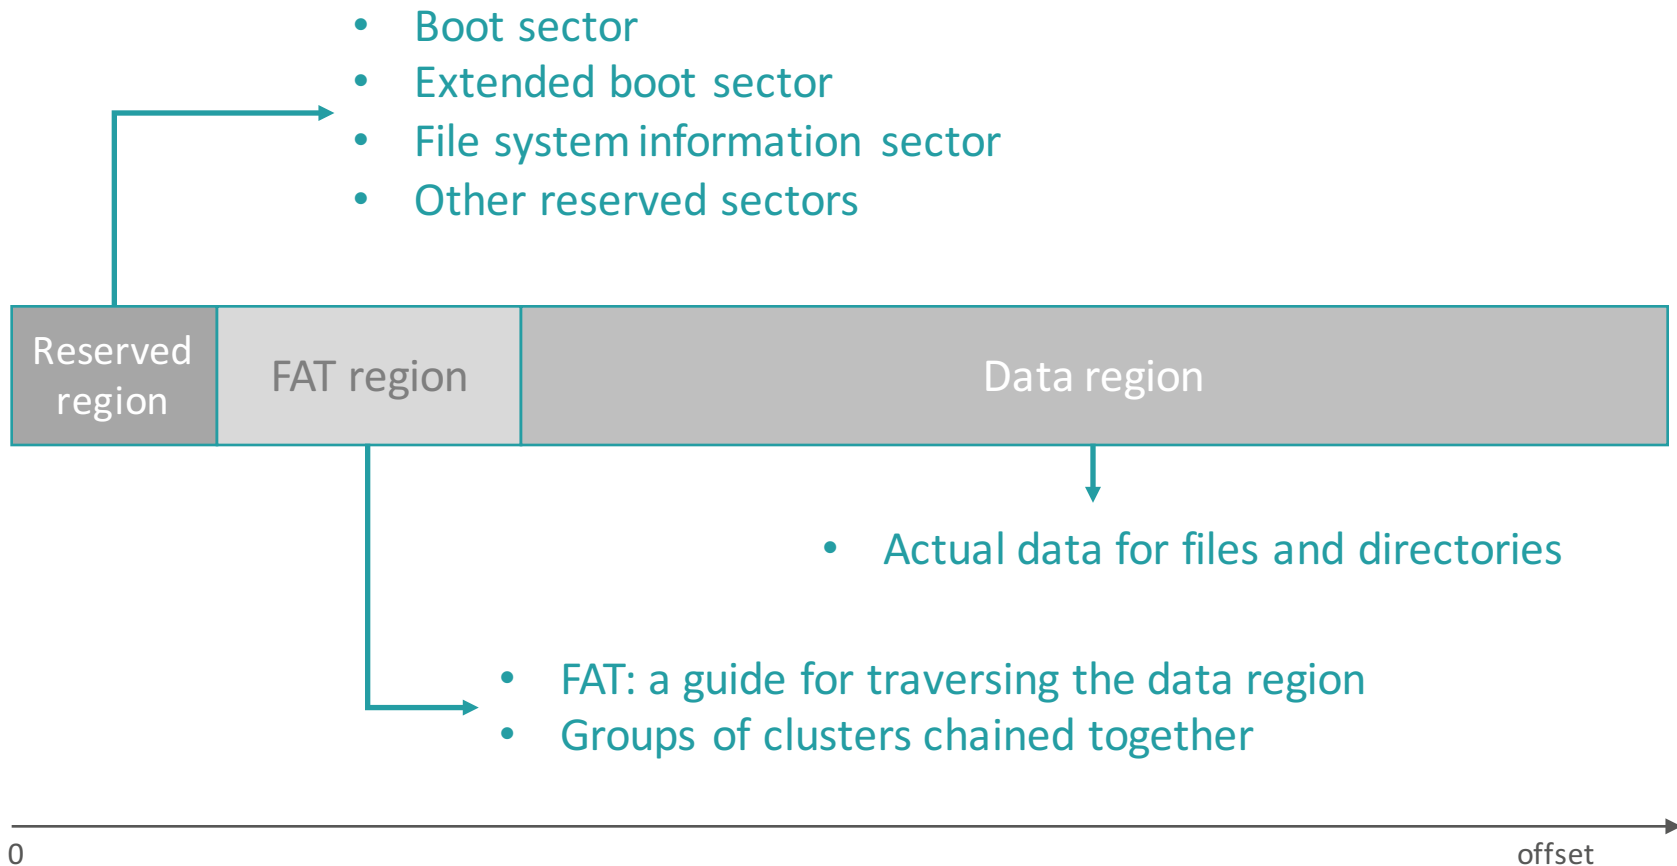 • Boot sector
• Extended boot sector
• File system information sector
• Other reserved sectors
Reserved
region
FAT region
Data region
• Actual data for files and directories
• FAT: a guide for traversing the data region
• Groups of clusters chained together
0
offset